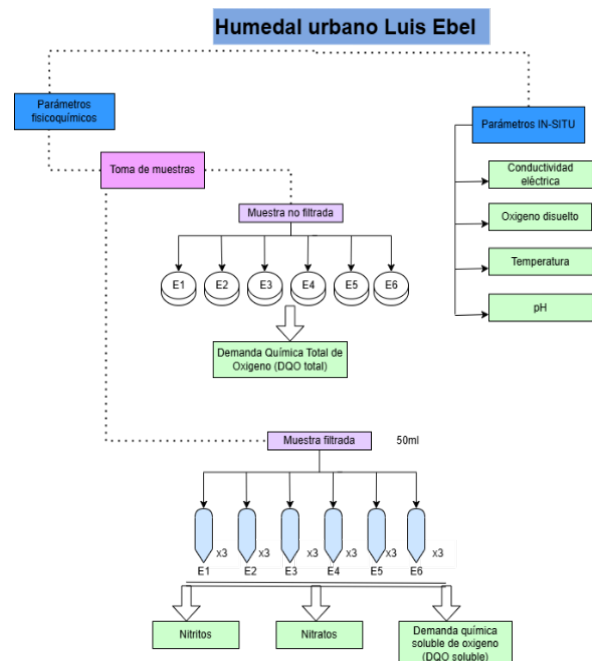 Humedal urbano Luis Ebel
Parámetros
fisicoquímicos
Parámetros IN-SITU
Toma de muestras
Conductividad
eléctrica
Muestra no filtrada
Oxigeno disuelto
Temperatura
E1 E2 E3 E4 E5 E6
pH
Demanda Química Total de
Oxigeno (DQO total)
Muestra filtrada 50ml
x3 x3 x3 x3 x3 x3
E1 E2 E3 E4 E5 E6
Nitritos
Nitratos
Demanda química
soluble de oxigeno
(DQO soluble)